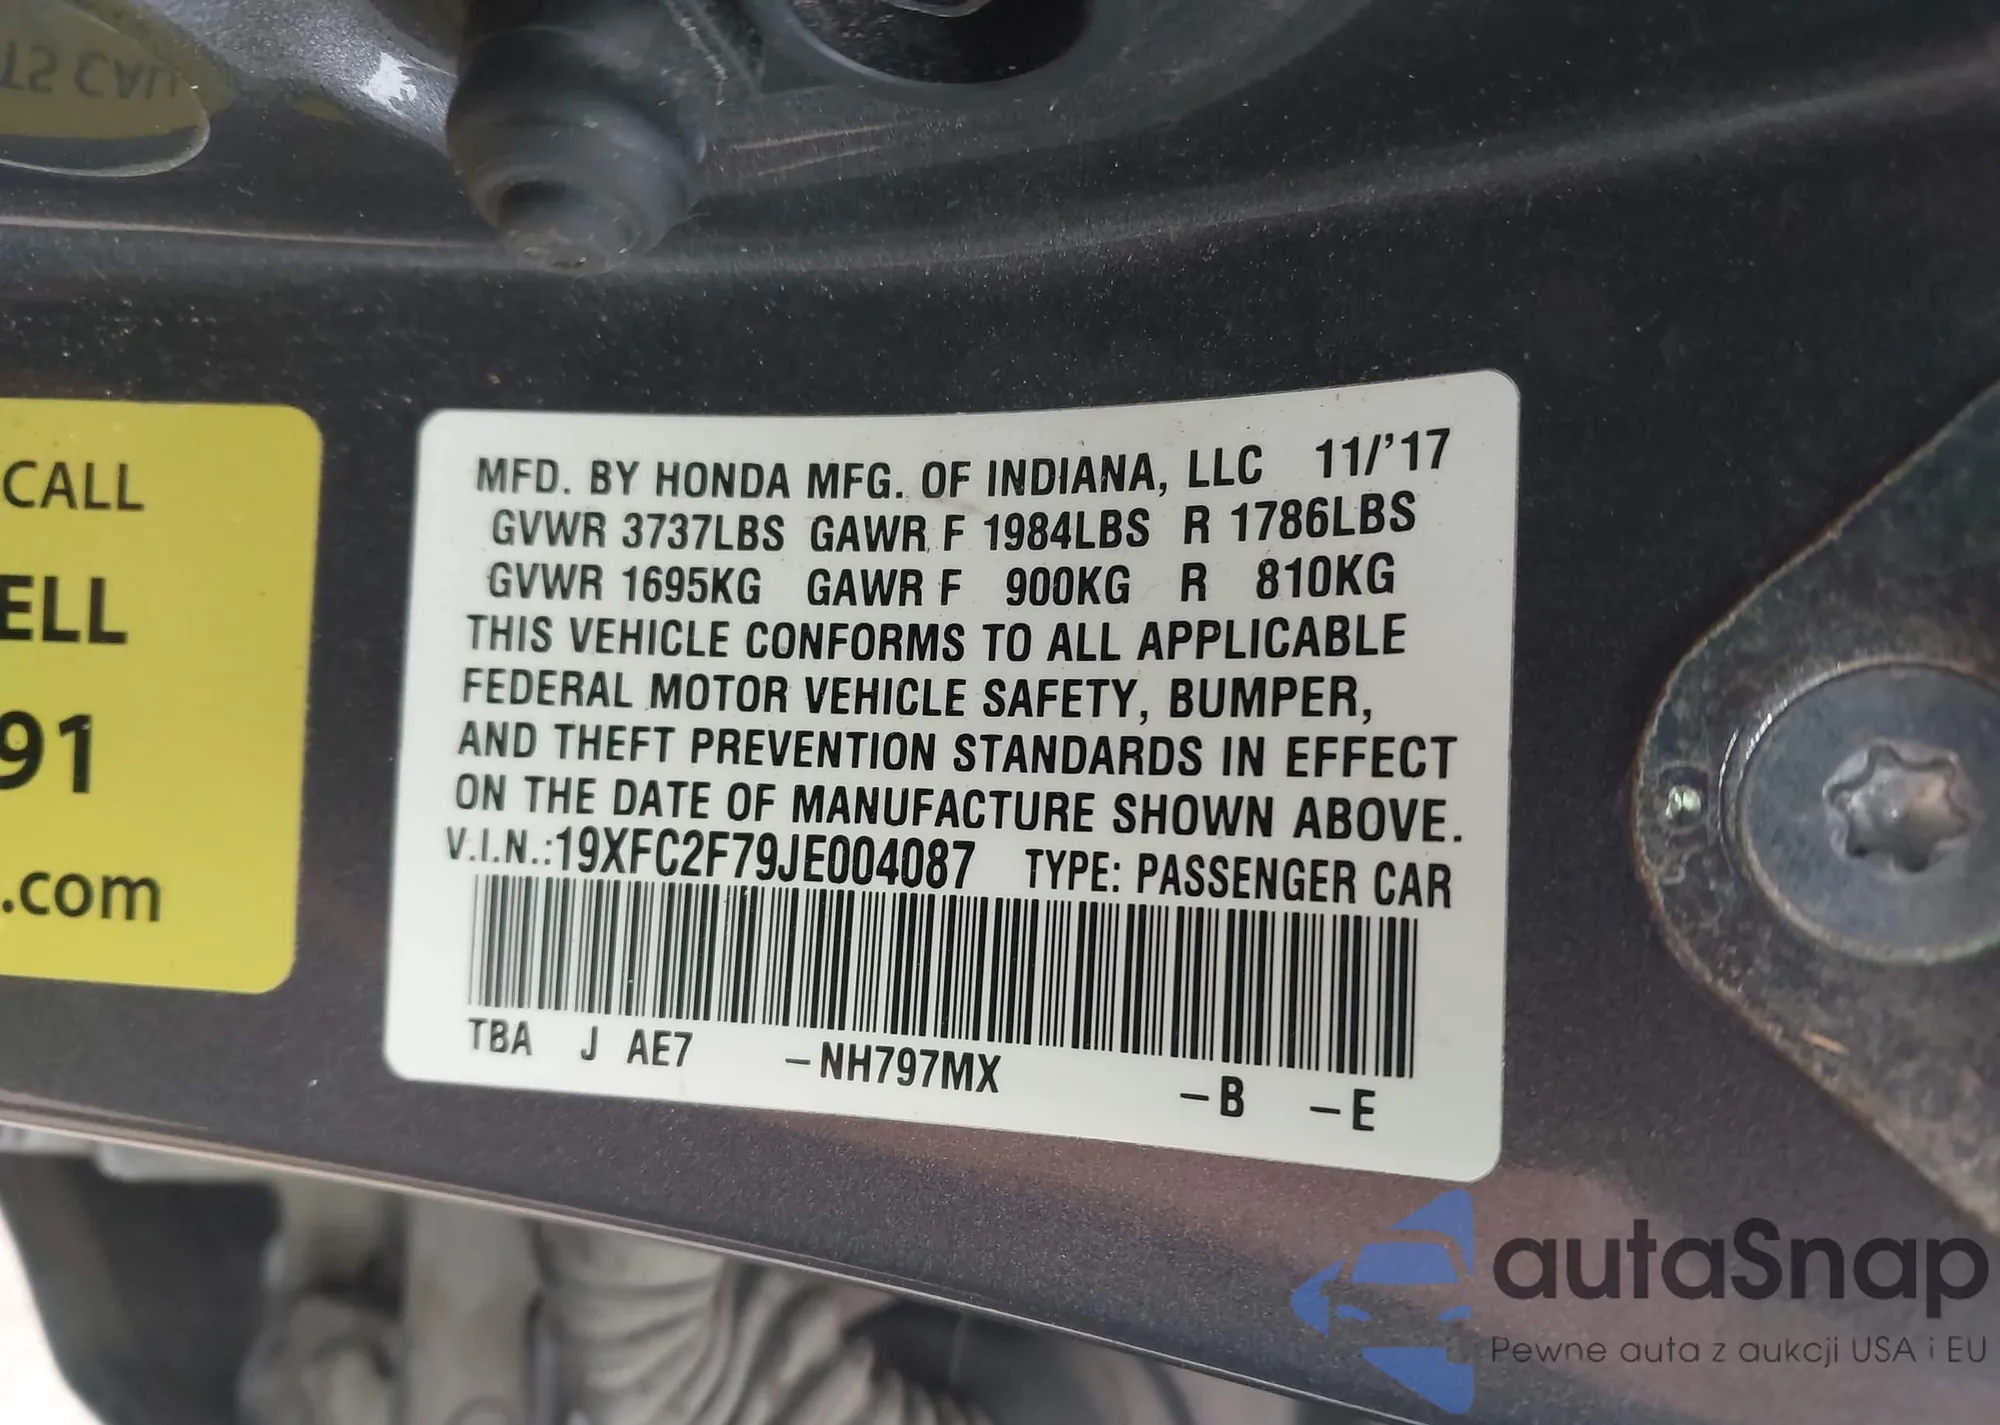 CALL
ELL
91
.com
MFD. BY HONDA MFG. OF INDIANA, LLC 11/'17
GVWR 3737LBS GAWR F 1984LBS R 1786LBS
GVWR 1695KG GAWR F 900KG R 810KG
THIS VEHICLE CONFORMS TO ALL APPLICABLE
FEDERAL MOTOR VEHICLE SAFETY, BUMPER,
AND THEFT PREVENTION STANDARDS IN EFFECT
ON THE DATE OF MANUFACTURE SHOWN ABOVE.
V.I.N.:19XFC2F79JE004087 TYPE: PASSENGER CAR
TBA J AE7 -NH797MX -B -E
autaSnap
Pewne auta z aukcji USA i EU